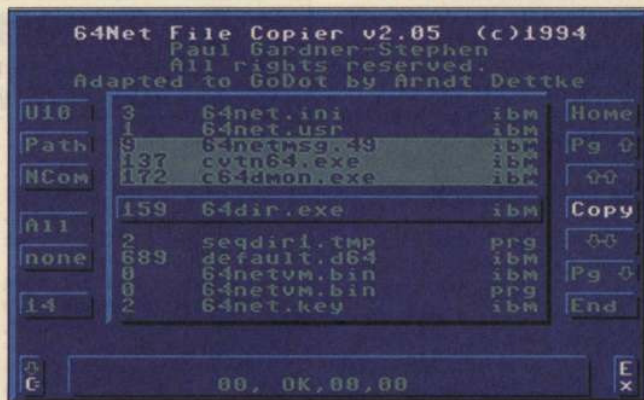 64Net File Copier v2.05 (c)1994
Paul Gardner-Stephen
All rights reserved.
Adapted to GoDot by Arndt Dettke
U10
Path
NCom
All
none
14
3 64net.ini ibm
1 64net.usr ibm
9 64netmsg.49 ibm
137 cvtn64.exe ibm
172 c64dmon.exe ibm
159 64dir.exe ibm
2 seqdir1.tmp prg
689 default.d64 ibm
0 64netvm.bin ibm
0 64netvm.bin prg
2 64net.key ibm
Home
Pg ⇧
⇧⇧
Copy
⇩⇩
Pg ⇩
End
00, OK,00,00
Ex